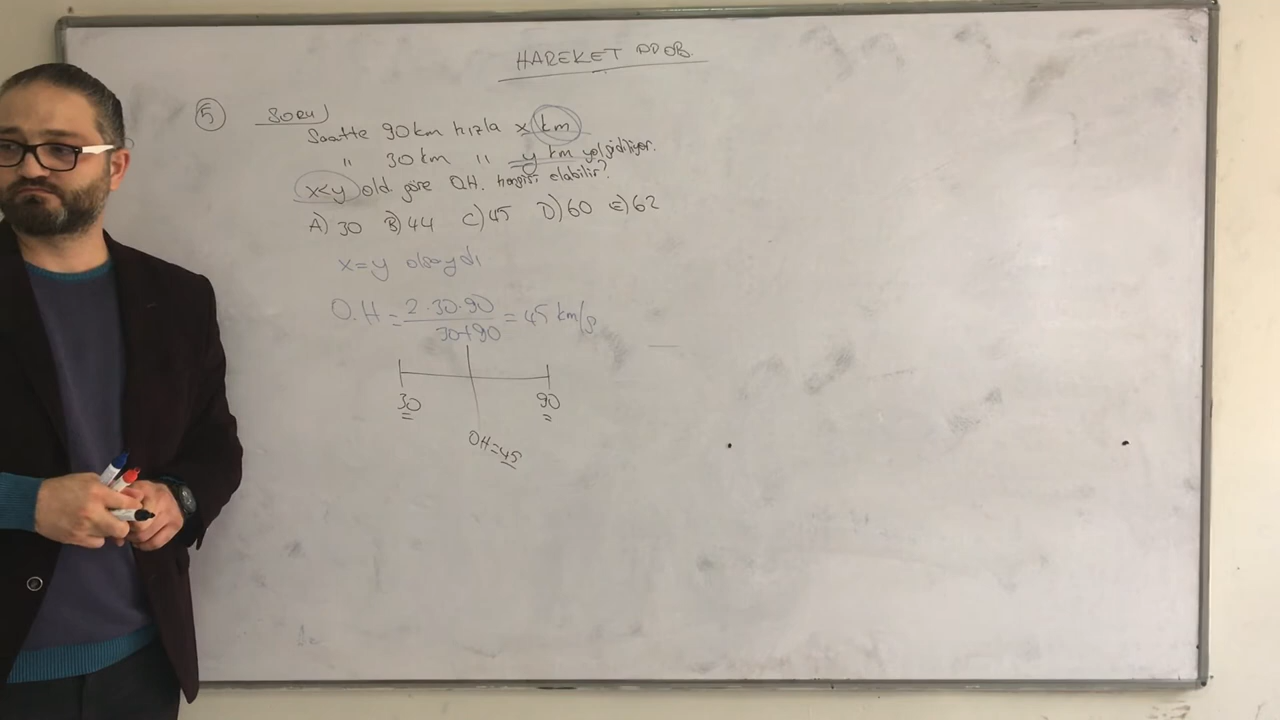 HAREKET PROB.
5 Soru
Saatte 90km hızla x km
" 30km " y km yol gidiliyor.
x<y old. göre O.H. hangisi olabilir?
A) 30 B) 44 C) 45 D) 60 E) 62
x=y olsaydı
O.H = 2.30.90 / 30+90 = 45 km/s
30 90
OH=45